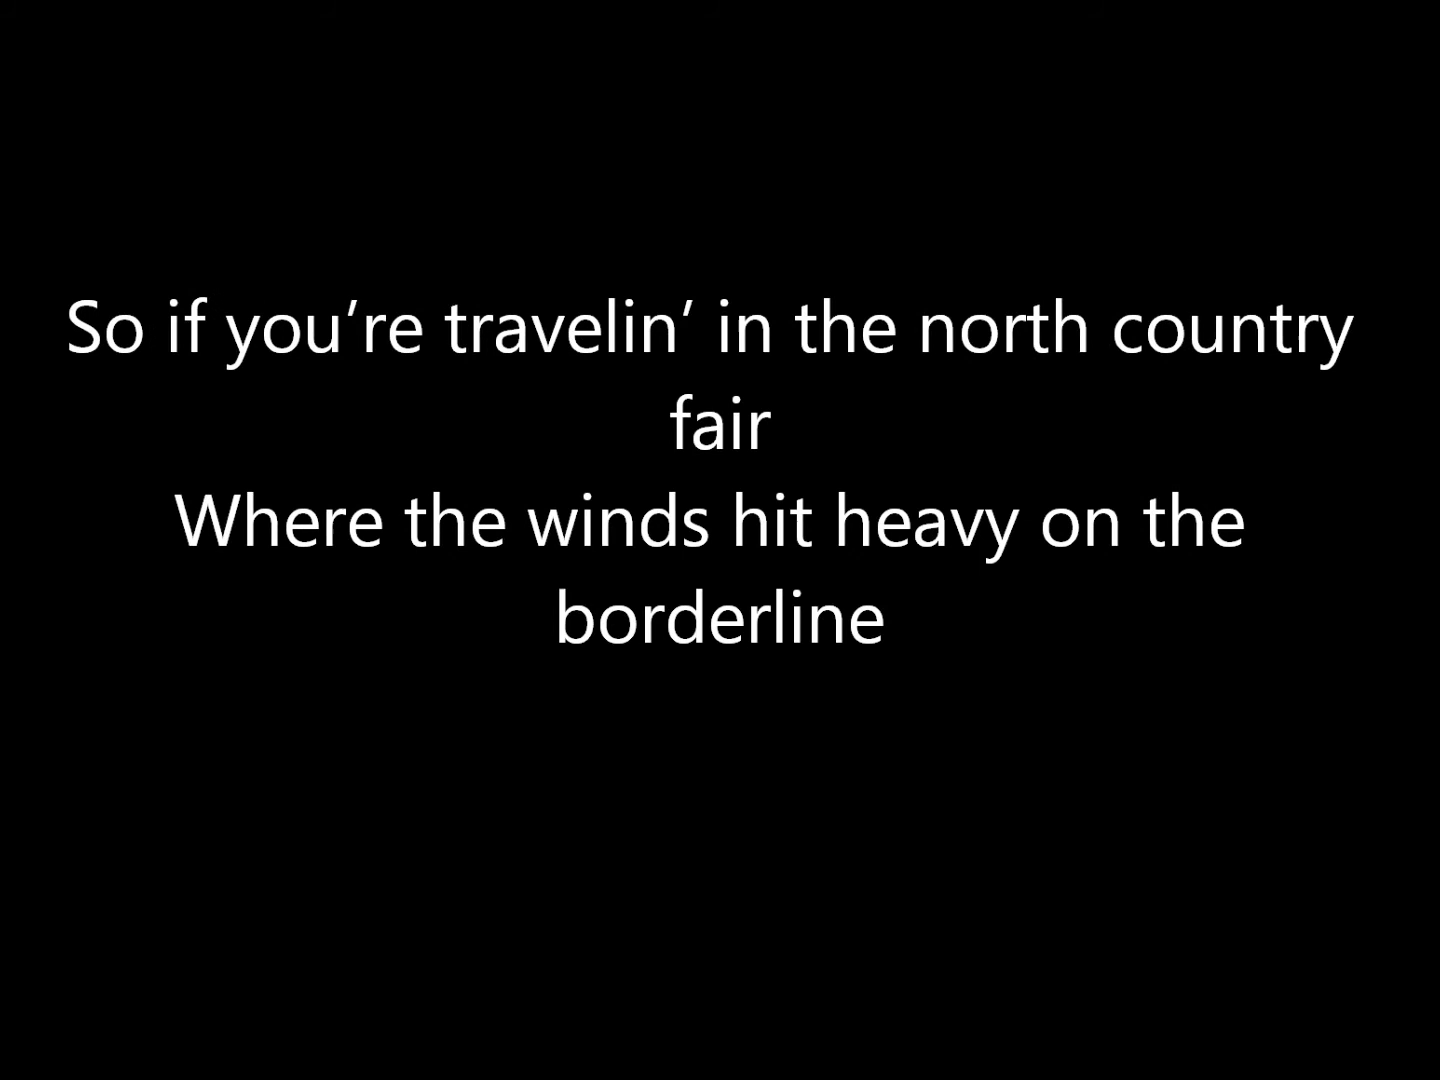 So if you’re travelin’ in the north country
fair
Where the winds hit heavy on the
borderline